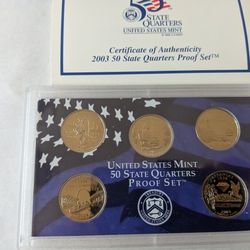 50
STATE
QUARTERS
UNITED STATES MINT
Certificate of Authenticity
2003 50 State Quarters Proof Set™
UNITED STATES MINT
50 STATE QUARTERS
PROOF SET™